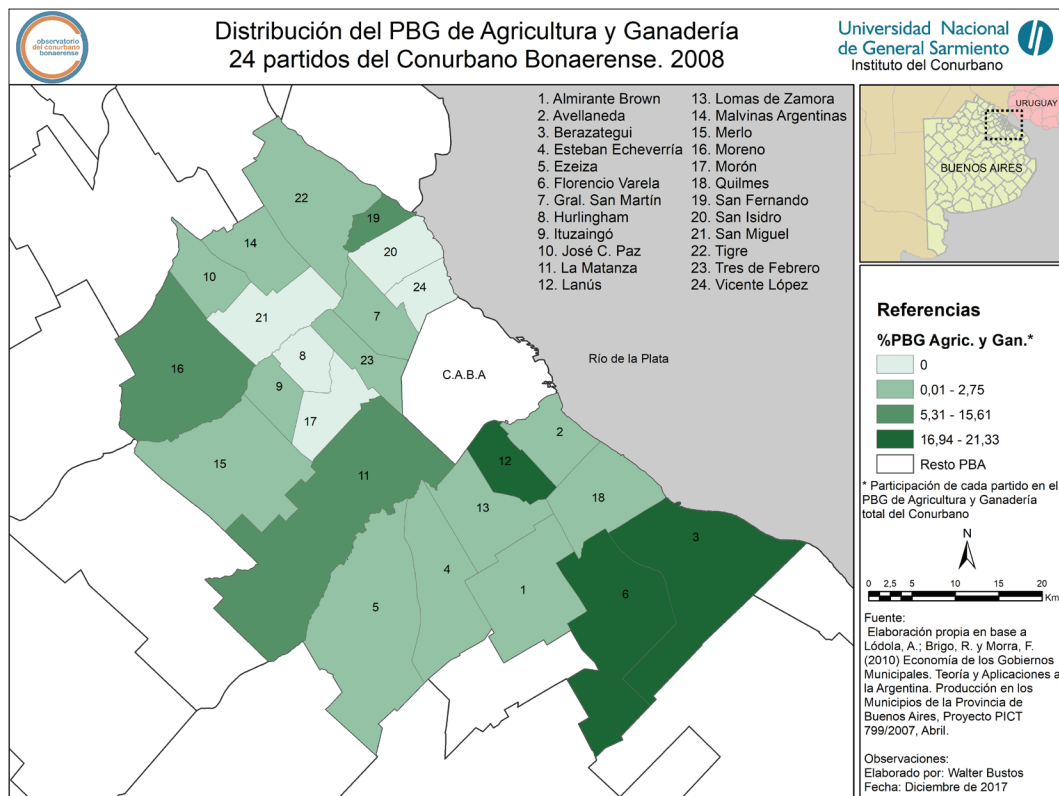 observatorio
del conurbano
bonaerense
Distribución del PBG de Agricultura y Ganadería
24 partidos del Conurbano Bonaerense. 2008
Universidad Nacional
de General Sarmiento
Instituto del Conurbano
1. Almirante Brown
2. Avellaneda
3. Berazategui
4. Esteban Echeverría
5. Ezeiza
6. Florencio Varela
7. Gral. San Martín
8. Hurlingham
9. Ituzaingó
10. José C. Paz
11. La Matanza
12. Lanús
13. Lomas de Zamora
14. Malvinas Argentinas
15. Merlo
16. Moreno
17. Morón
18. Quilmes
19. San Fernando
20. San Isidro
21. San Miguel
22. Tigre
23. Tres de Febrero
24. Vicente López
22
19
14
20
10
24
21
7
8
23
16
9
17
C.A.B.A
Río de la Plata
2
12
15
11
18
13
3
4
1
6
5
URUGUAY
BUENOS AIRES
Referencias
%PBG Agric. y Gan.*
0
0,01 - 2,75
5,31 - 15,61
16,94 - 21,33
Resto PBA
* Participación de cada partido en el
PBG de Agricultura y Ganadería
total del Conurbano
N
0 2,5 5 10 15 20
Km
Fuente:
Elaboración propia en base a
Lódola, A.; Brigo, R. y Morra, F.
(2010) Economía de los Gobiernos
Municipales. Teoría y Aplicaciones a
la Argentina. Producción en los
Municipios de la Provincia de
Buenos Aires, Proyecto PICT
799/2007, Abril.
Observaciones:
Elaborado por: Walter Bustos
Fecha: Diciembre de 2017